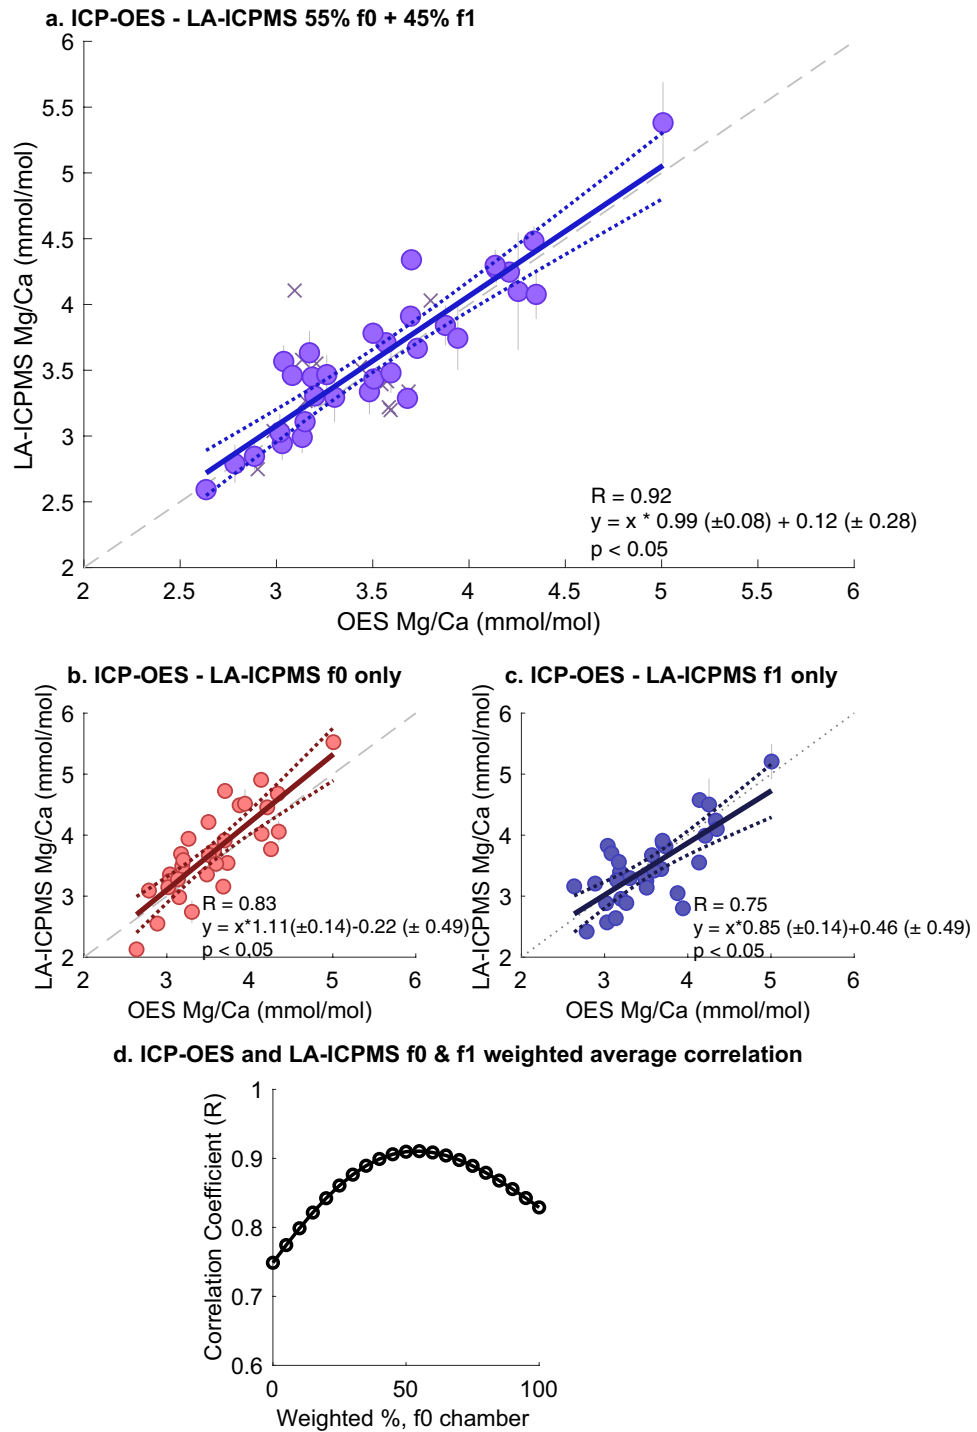 a. ICP-OES - LA-ICPMS 55% f0 + 45% f1
LA-ICPMS Mg/Ca (mmol/mol)
6
5.5
5
4.5
4
3.5
3
2.5
2
R = 0.92
y = x * 0.99 (±0.08) + 0.12 (± 0.28)
p < 0.05
2 2.5 3 3.5 4 4.5 5 5.5 6
OES Mg/Ca (mmol/mol)
b. ICP-OES - LA-ICPMS f0 only
LA-ICPMS Mg/Ca (mmol/mol)
6
5
4
3
2
R = 0.83
y = x*1.11(±0.14)-0.22 (± 0.49)
p < 0.05
2 3 4 5 6
OES Mg/Ca (mmol/mol)
c. ICP-OES - LA-ICPMS f1 only
LA-ICPMS Mg/Ca (mmol/mol)
6
5
4
3
2
R = 0.75
y = x*0.85 (±0.14)+0.46 (± 0.49)
p < 0.05
2 3 4 5 6
OES Mg/Ca (mmol/mol)
d. ICP-OES and LA-ICPMS f0 & f1 weighted average correlation
Correlation Coefficient (R)
1
0.9
0.8
0.7
0.6
0 50 100
Weighted %, f0 chamber